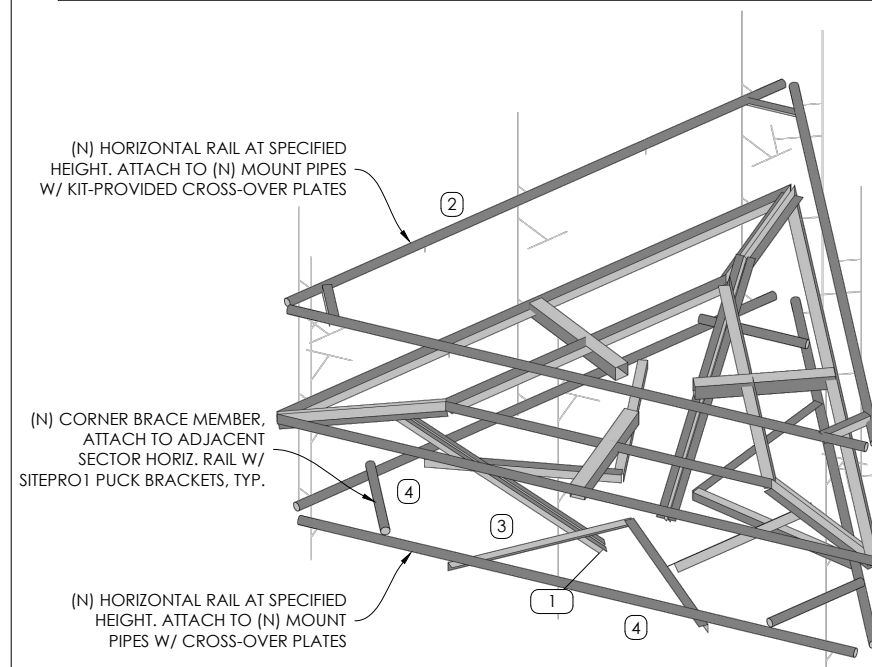 (N) HORIZONTAL RAIL AT SPECIFIED
HEIGHT. ATTACH TO (N) MOUNT PIPES
W/ KIT-PROVIDED CROSS-OVER PLATES
2
(N) CORNER BRACE MEMBER,
ATTACH TO ADJACENT
SECTOR HORIZ. RAIL W/
SITEPRO1 PUCK BRACKETS, TYP.
4
3
1
(N) HORIZONTAL RAIL AT SPECIFIED
HEIGHT. ATTACH TO (N) MOUNT
PIPES W/ CROSS-OVER PLATES
4